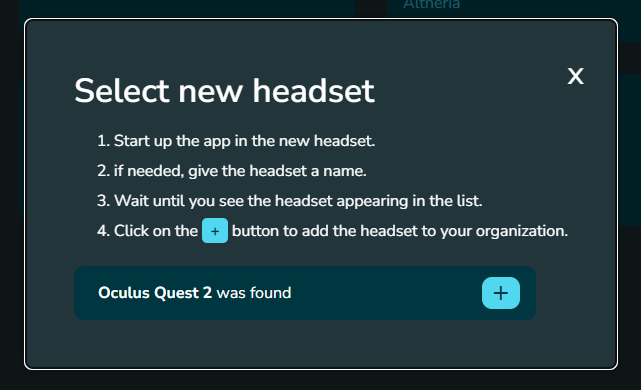 Altheria
Select new headset
X
1. Start up the app in the new headset.
2. if needed, give the headset a name.
3. Wait until you see the headset appearing in the list.
4. Click on the + button to add the headset to your organization.
Oculus Quest 2 was found +